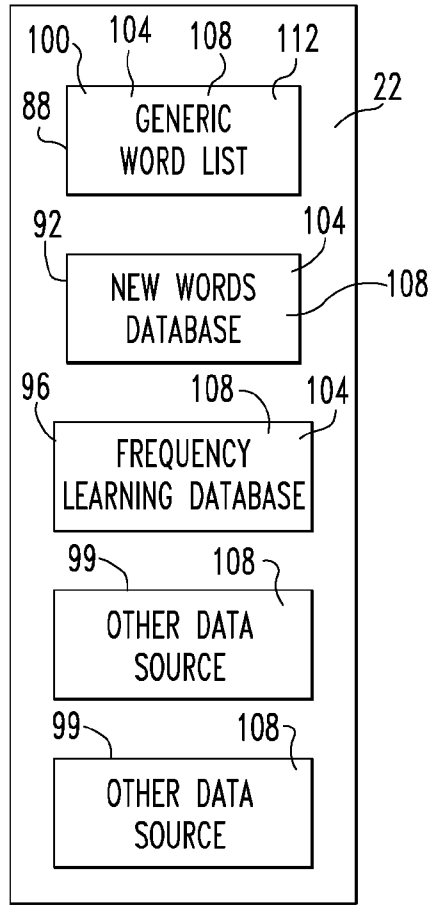 100 104 108 112
88 22
GENERIC
WORD LIST
92 104
108
NEW WORDS
DATABASE
96 108 104
FREQUENCY
LEARNING DATABASE
99 108
OTHER DATA
SOURCE
99 108
OTHER DATA
SOURCE